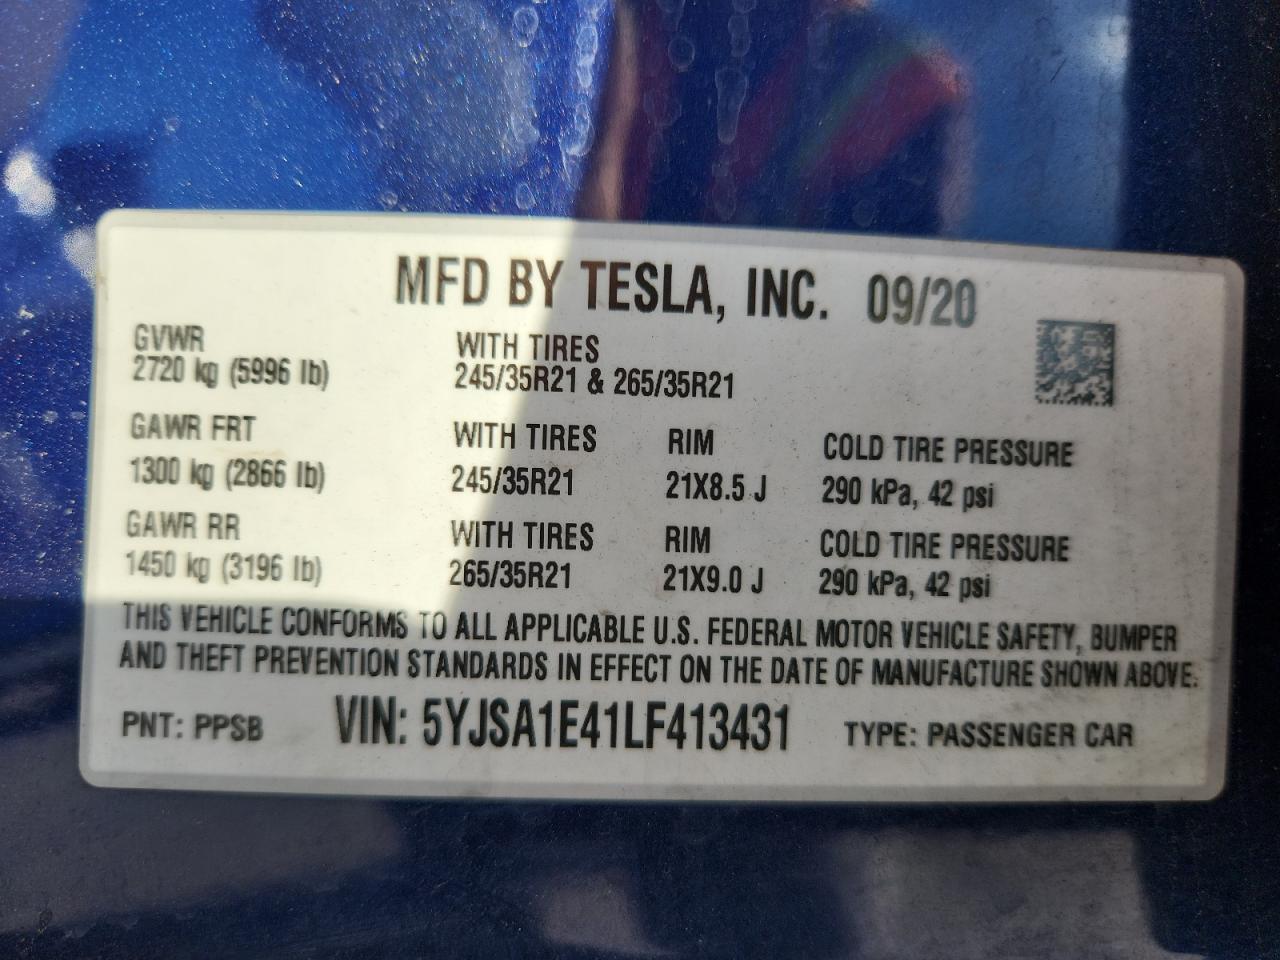 MFD BY TESLA, INC. 09/20
GVWR
2720 kg (5996 lb)
WITH TIRES
245/35R21 & 265/35R21
GAWR FRT
1300 kg (2866 lb)
WITH TIRES
245/35R21
RIM
21X8.5 J
COLD TIRE PRESSURE
290 kPa, 42 psi
GAWR RR
1450 kg (3196 lb)
WITH TIRES
265/35R21
RIM
21X9.0 J
COLD TIRE PRESSURE
290 kPa, 42 psi
THIS VEHICLE CONFORMS TO ALL APPLICABLE U.S. FEDERAL MOTOR VEHICLE SAFETY, BUMPER
AND THEFT PREVENTION STANDARDS IN EFFECT ON THE DATE OF MANUFACTURE SHOWN ABOVE.
PNT: PPSB VIN: 5YJSA1E41LF413431 TYPE: PASSENGER CAR